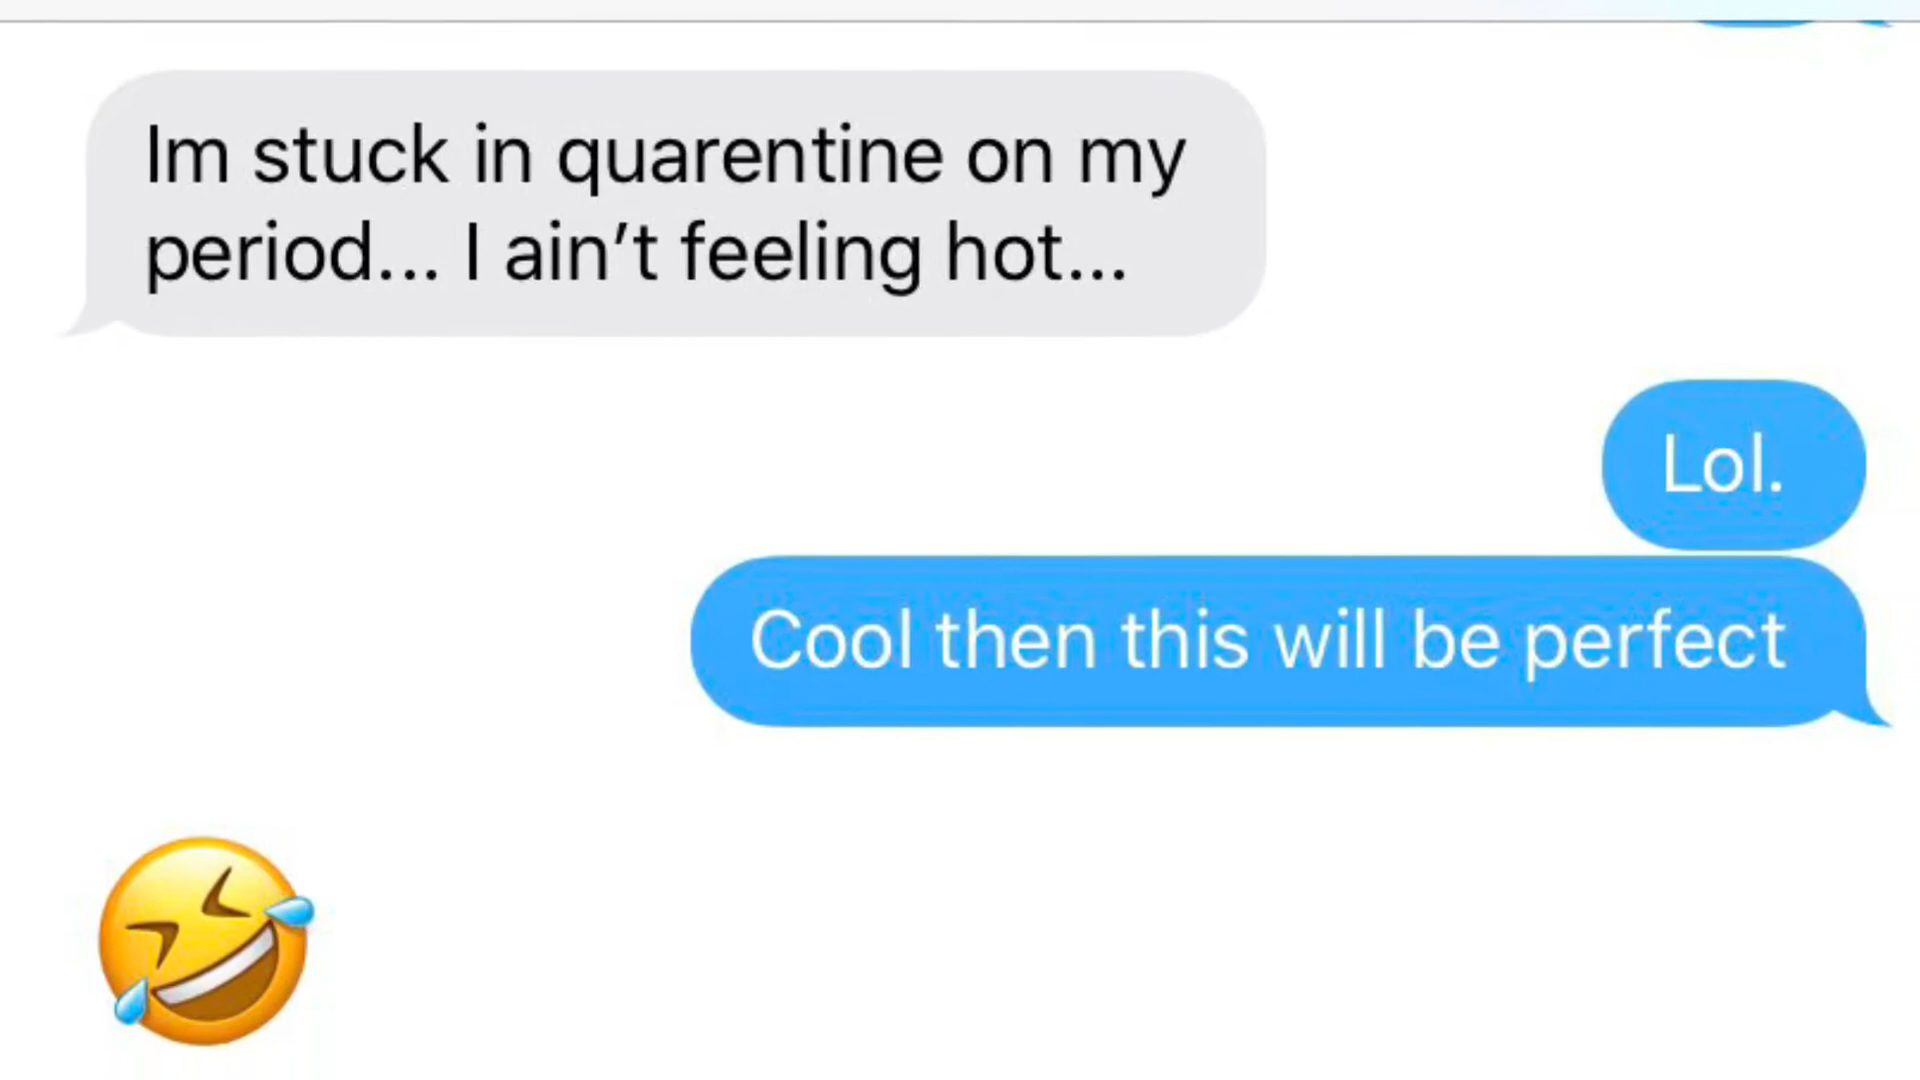 Im stuck in quarentine on my
period... I ain’t feeling hot...
Lol.
Cool then this will be perfect
🤣